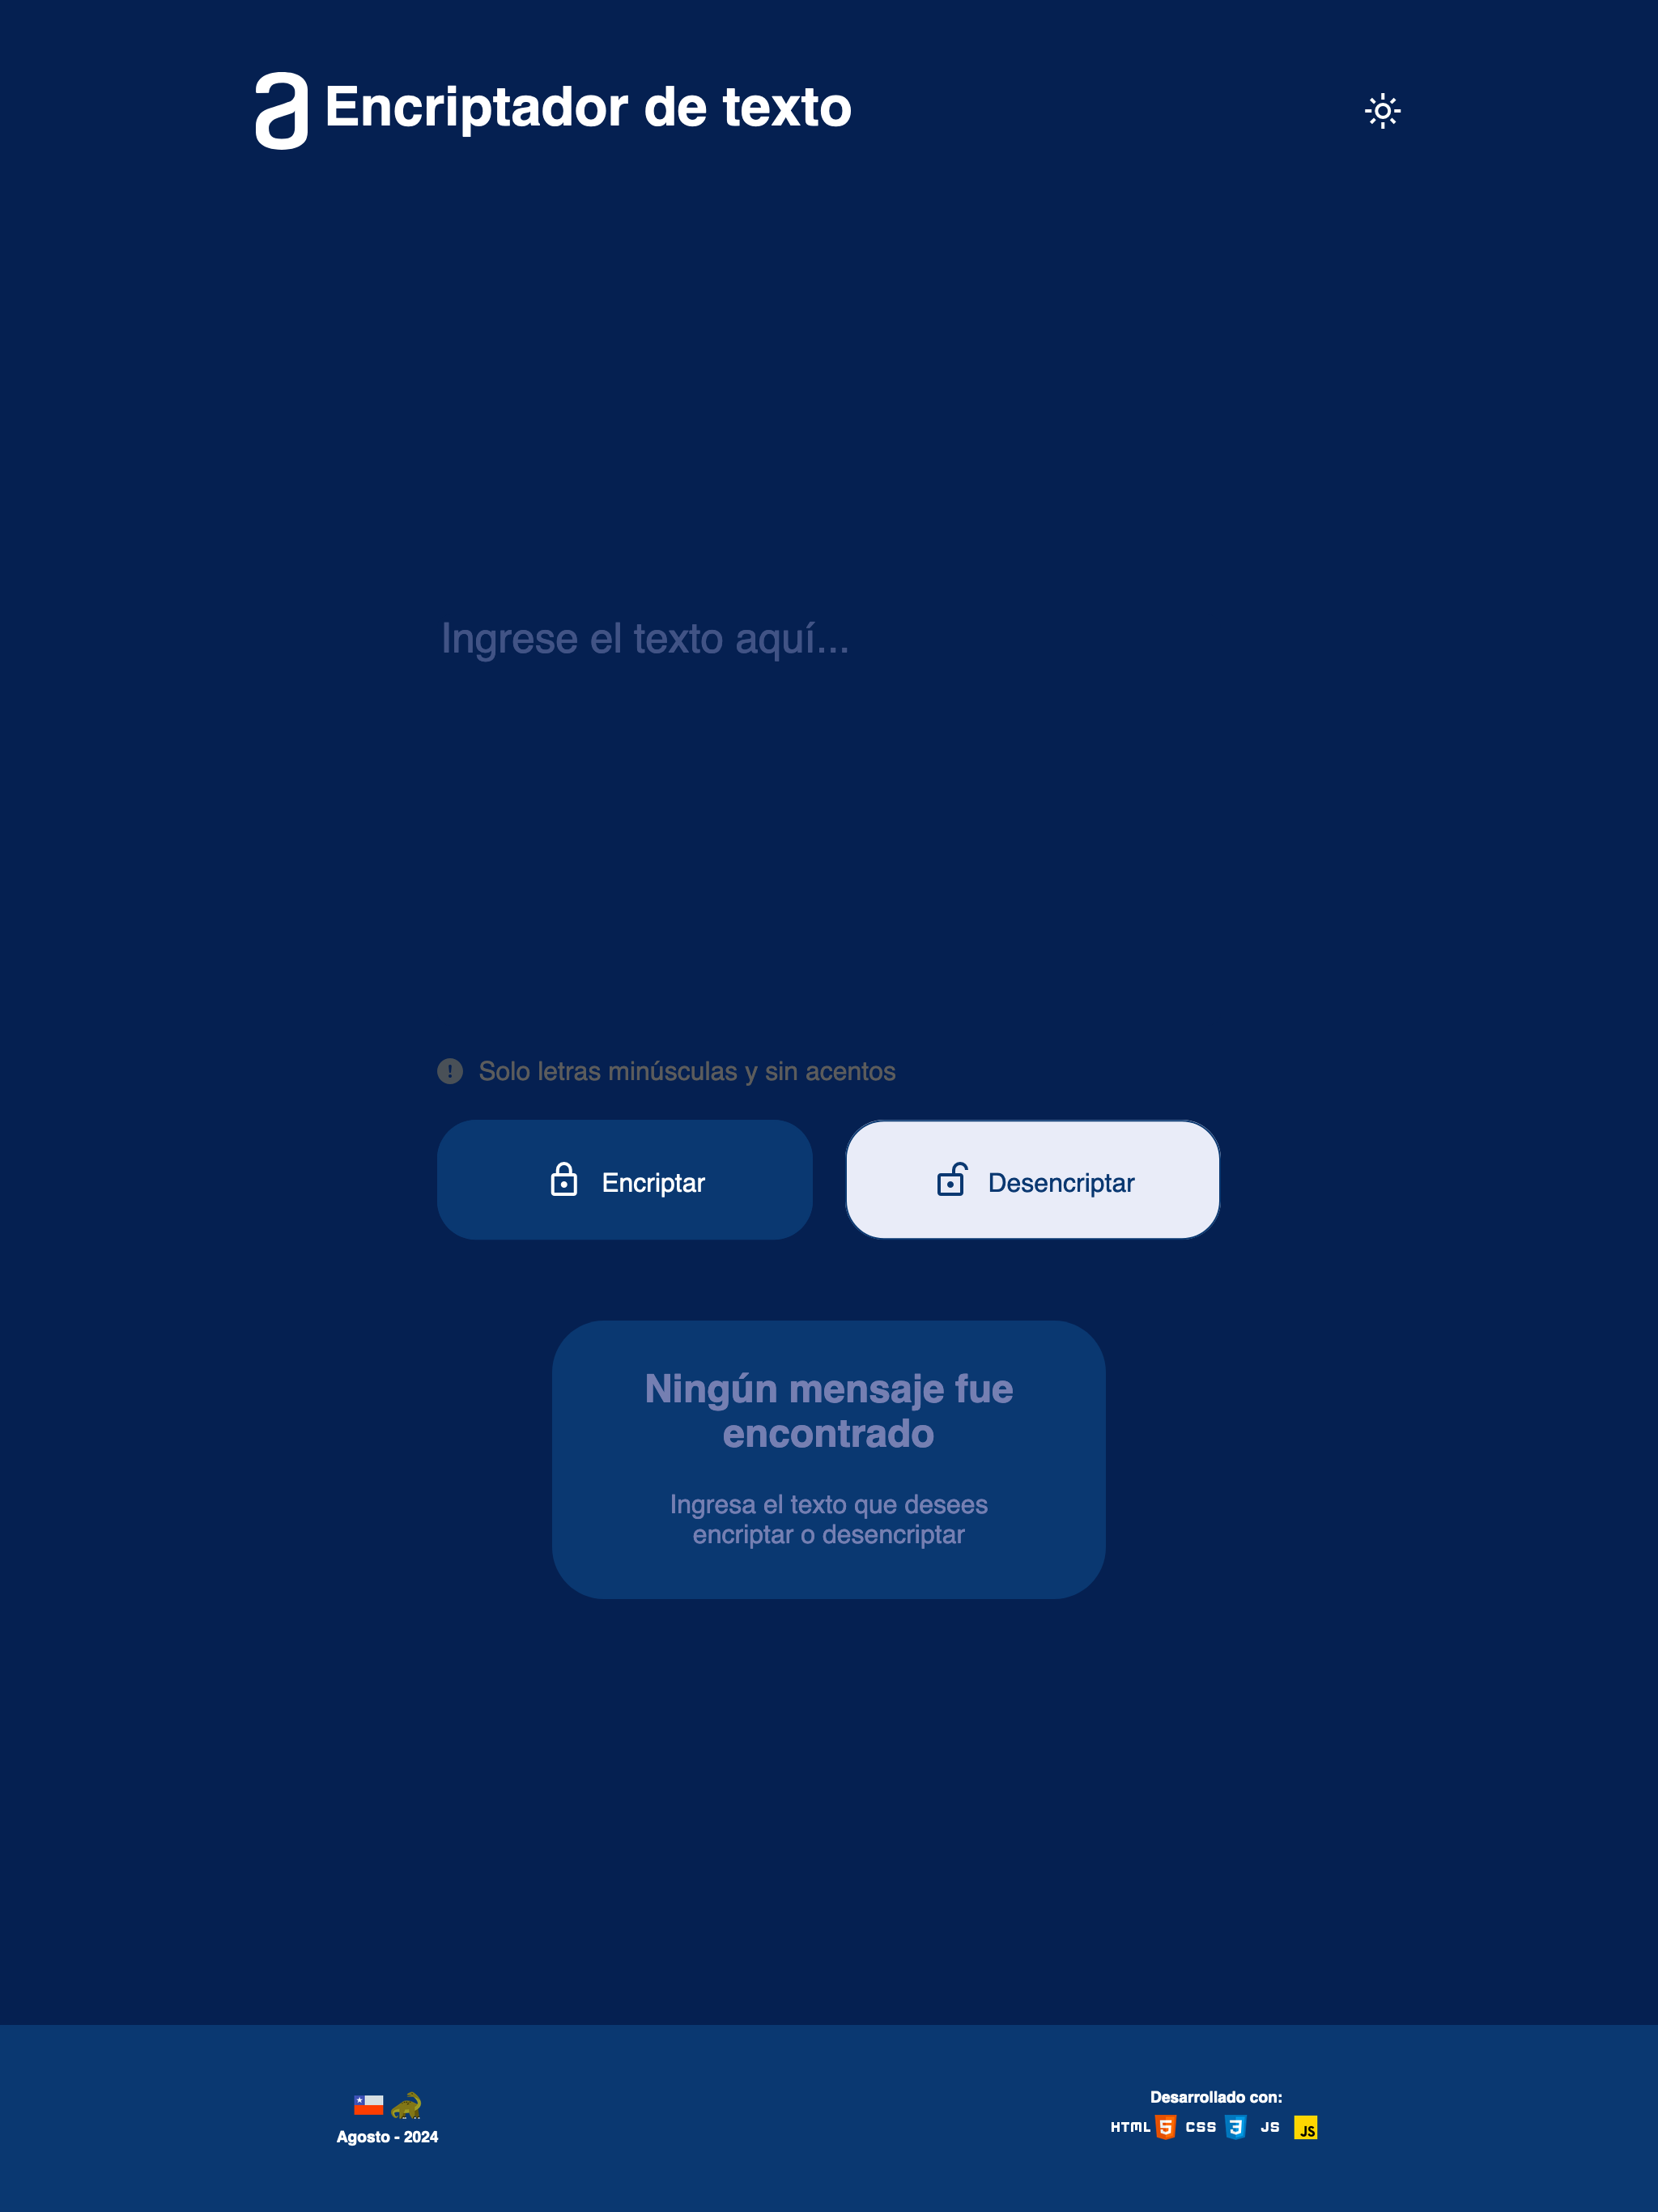 a Encriptador de texto
Ingrese el texto aquí...
! Solo letras minúsculas y sin acentos
Encriptar
Desencriptar
Ningún mensaje fue
encontrado
Ingresa el texto que desees
encriptar o desencriptar
Agosto - 2024
Desarrollado con:
HTML 5 CSS 3 JS JS